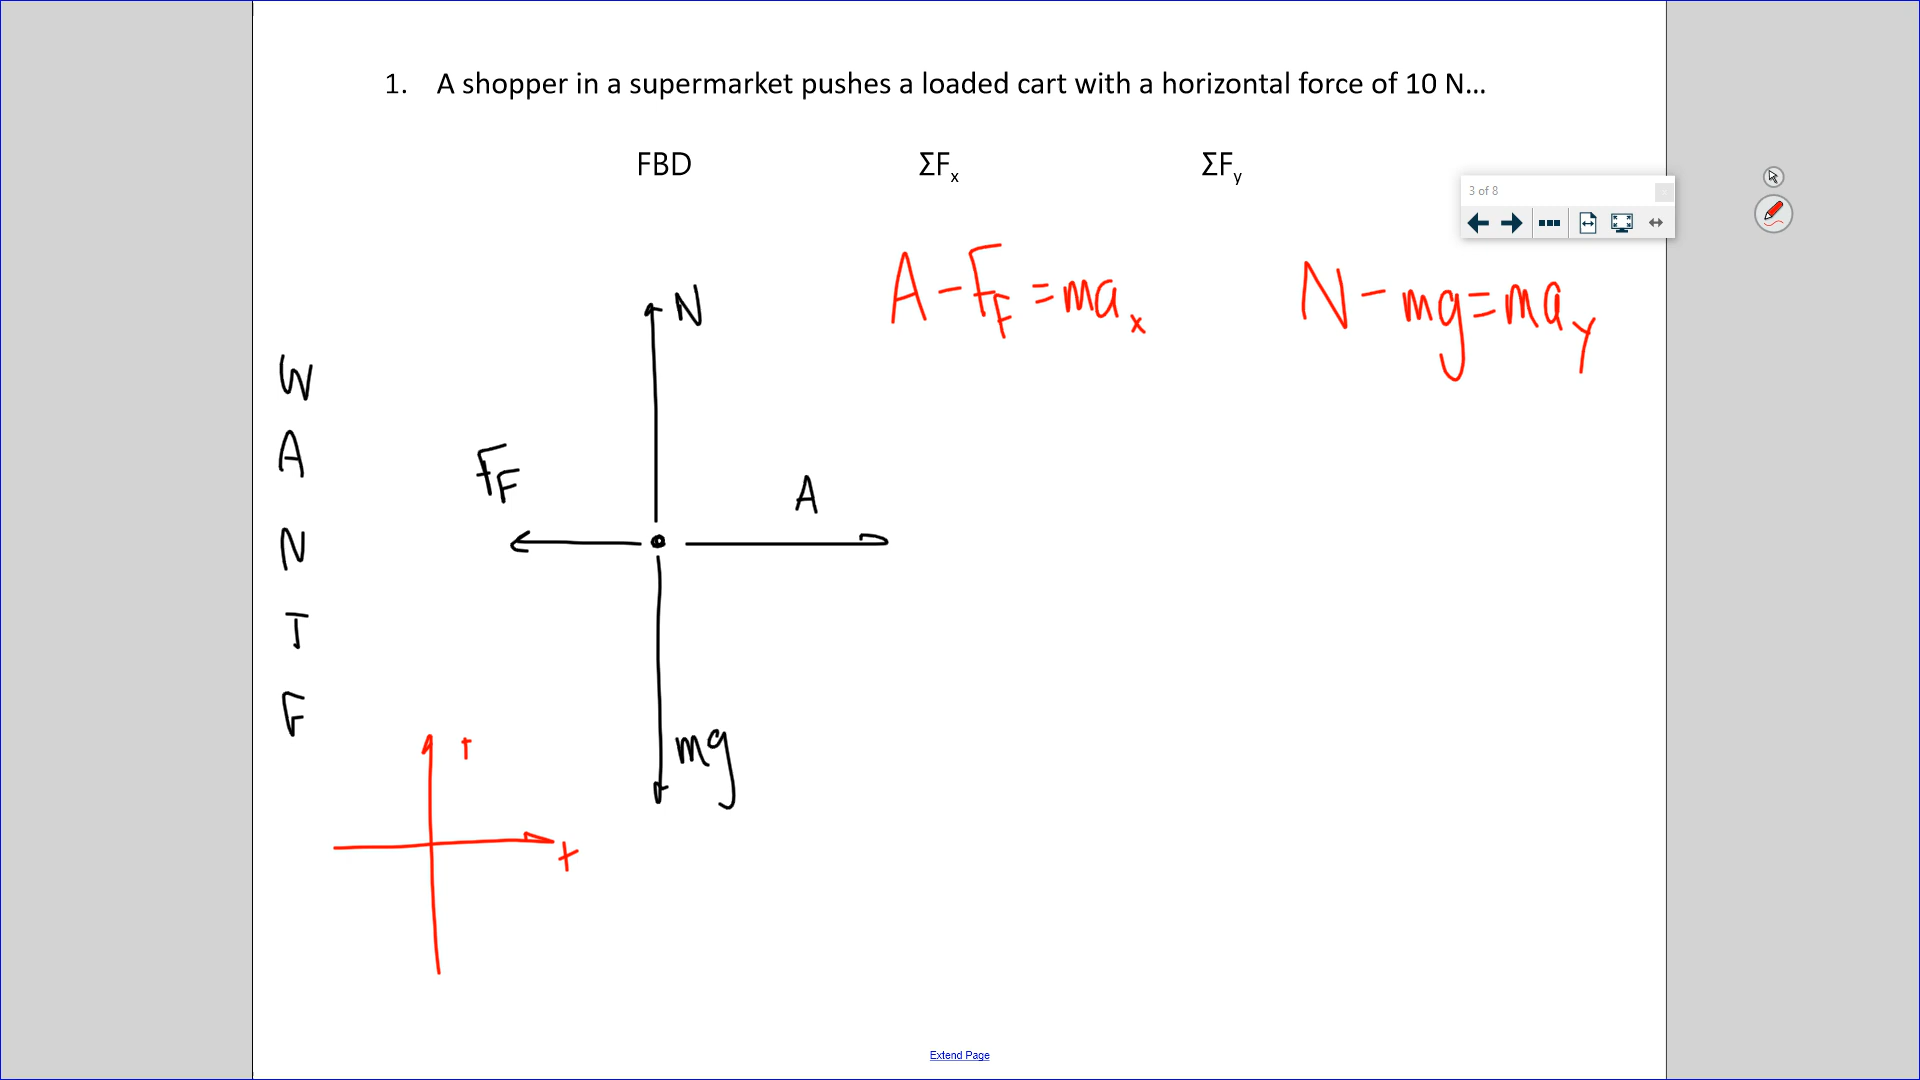 1. A shopper in a supermarket pushes a loaded cart with a horizontal force of 10 N...
FBD ΣFx ΣFy
3 of 8
A - FF = max
N - mg = may
N
W
A
N
T
F
FF
A
mg
+
+
Extend Page